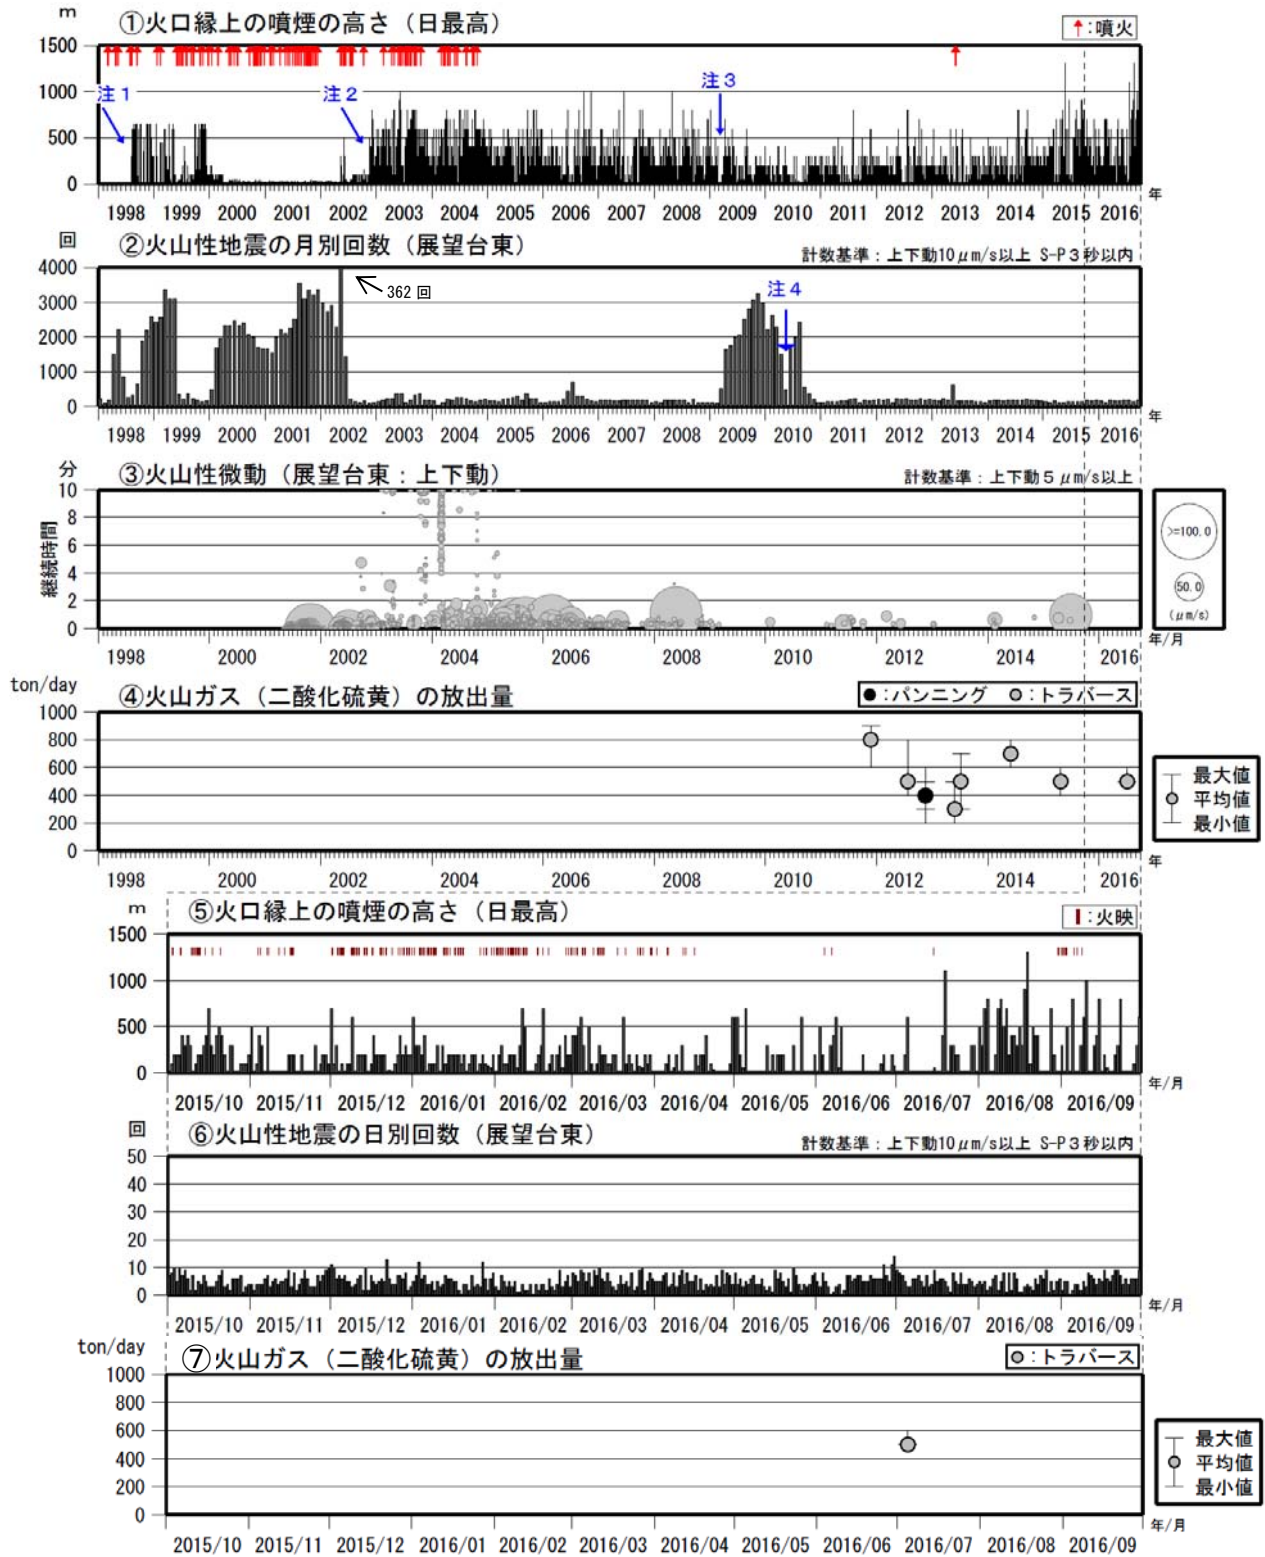 m ①火口縁上の噴煙の高さ（日最高） ↑:噴火
1500
1000
500
0
注１
注２
注３
1998 1999 2000 2001 2002 2003 2004 2005 2006 2007 2008 2009 2010 2011 2012 2013 2014 2015 2016 年
回 ②火山性地震の月別回数（展望台東） 計数基準：上下動10μm/s以上 S-P３秒以内
4000
3000
2000
1000
0
362 回
注４
1998 1999 2000 2001 2002 2003 2004 2005 2006 2007 2008 2009 2010 2011 2012 2013 2014 2015 2016 年
分 ③火山性微動（展望台東：上下動） 計数基準：上下動５μm/s以上
継続時間
10
8
6
4
2
0
>=100.0
50.0
(μm/s)
1998 2000 2002 2004 2006 2008 2010 2012 2014 2016 年/月
ton/day ④火山ガス（二酸化硫黄）の放出量 ●:パンニング ○:トラバース
1000
800
600
400
200
0
最大値
平均値
最小値
1998 2000 2002 2004 2006 2008 2010 2012 2014 2016 年
m ⑤火口縁上の噴煙の高さ（日最高） ┃:火映
1500
1000
500
0
2015/10 2015/11 2015/12 2016/01 2016/02 2016/03 2016/04 2016/05 2016/06 2016/07 2016/08 2016/09 年/月
回 ⑥火山性地震の日別回数（展望台東） 計数基準：上下動10μm/s以上 S-P３秒以内
50
40
30
20
10
0
2015/10 2015/11 2015/12 2016/01 2016/02 2016/03 2016/04 2016/05 2016/06 2016/07 2016/08 2016/09 年/月
ton/day ⑦火山ガス（二酸化硫黄）の放出量 ○:トラバース
1000
800
600
400
200
0
最大値
平均値
最小値
2015/10 2015/11 2015/12 2016/01 2016/02 2016/03 2016/04 2016/05 2016/06 2016/07 2016/08 2016/09 年/月